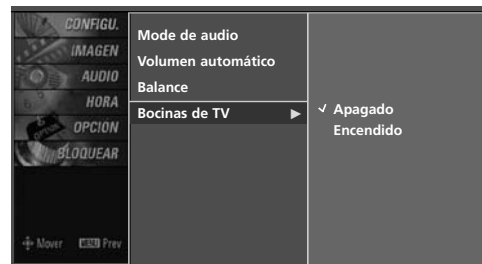 CONFIGU.
IMAGEN
AUDIO
HORA
OPCION
BLOQUEAR
Mover MENU Prev
Mode de audio
Volumen automático
Balance
Bocinas de TV ▶
✓ Apagado
Encendido